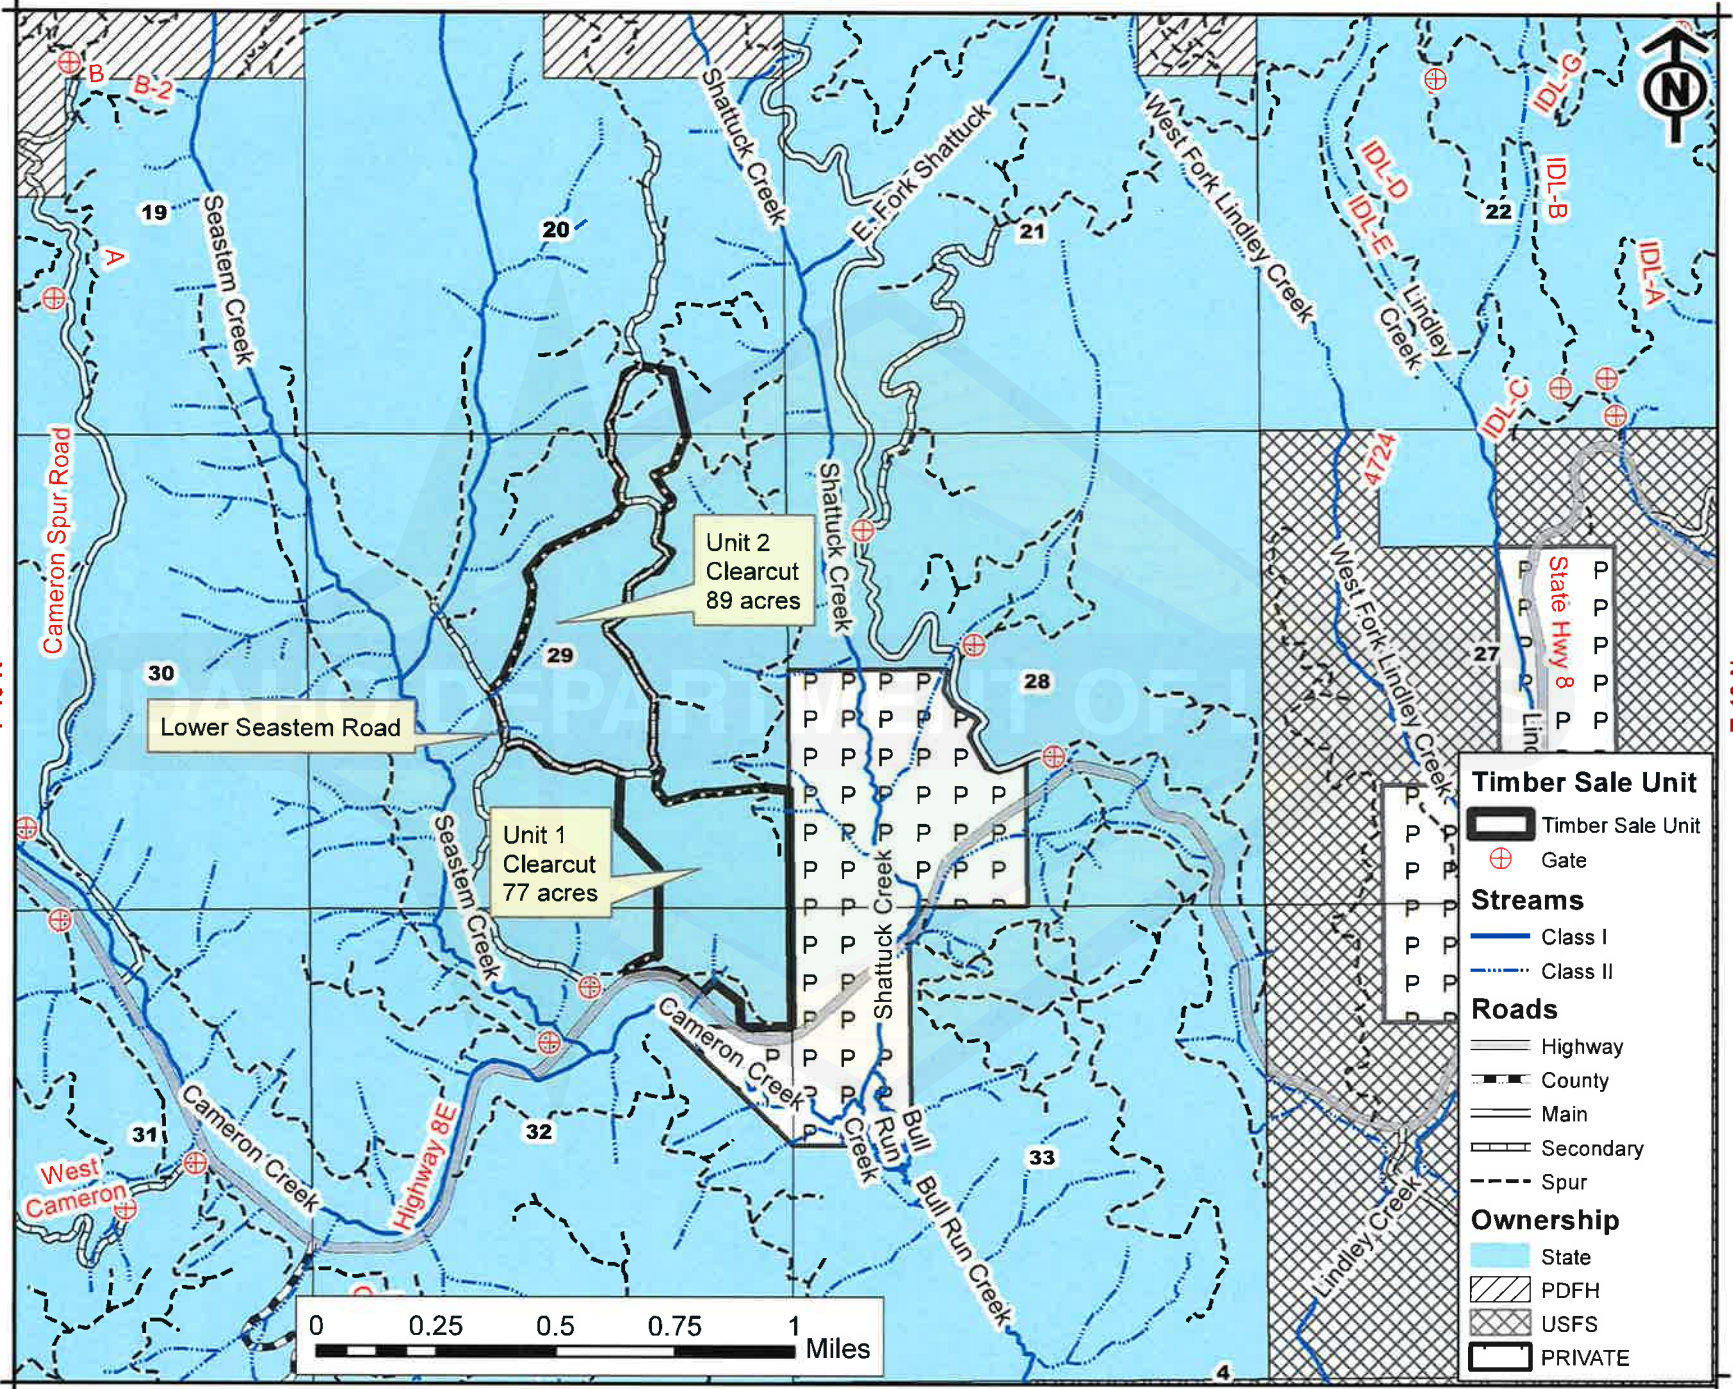 B
B-2
A
19
Seastem Creek
20
Shattuck Creek
E. Fork Shattuck
21
West Fork Lindley Creek
IDL-D
IDL-E
Lindley
Creek
22
IDL-G
IDL-B
IDL-A
IDL-C
N
Cameron Spur Road
30
29
28
27
4724
Shattuck Creek
Unit 2
Clearcut
89 acres
Lower Seastem Road
Unit 1
Clearcut
77 acres
IDAHO DEPARTMENT OF LANDS
West Fork Lindley Creek
State Hwy 8
P P
P P
P
P P
P P
P P P P
P P P P P
P P P P P
P P P P P P
P P P P P P
P P P P P P
P P P
P P
P P
P P
P P P
P
P
Seastem Creek
Shattuck Creek
Cameron Creek
Cameron Creek
Highway 8E
West
Cameron
31
32
33
Bull
Run
Creek
Bull Run Creek
Lindley Creek
4
0 0.25 0.5 0.75 1
Miles
Timber Sale Unit
Timber Sale Unit
Gate
Streams
Class I
Class II
Roads
Highway
County
Main
Secondary
Spur
Ownership
State
PDFH
USFS
PRIVATE